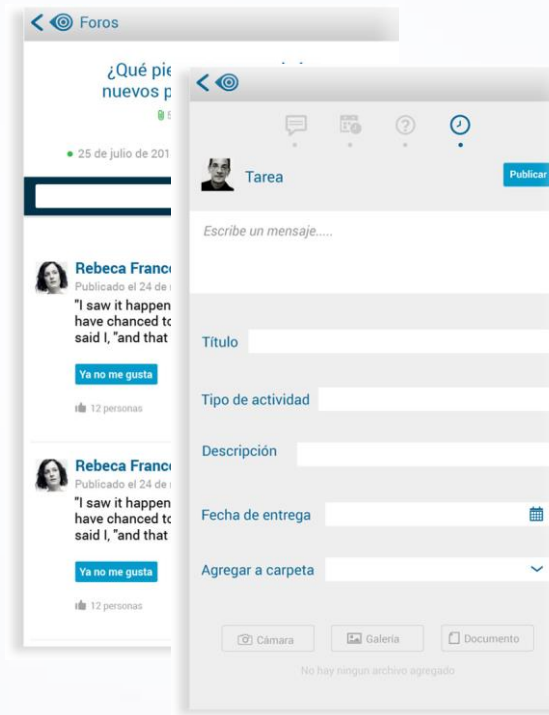 Foros
¿Qué pie
nuevos p
25 de julio de 201
Rebeca Franc
Publicado el 24 de
"I saw it happen
have chanced to
said I, "and that
Ya no me gusta
12 personas
Rebeca Franc
Publicado el 24 de
"I saw it happen
have chanced to
said I, "and that
Ya no me gusta
12 personas
Tarea
Publicar
Escribe un mensaje.....
Título
Tipo de actividad
Descripción
Fecha de entrega
Agregar a carpeta
Cámara
Galería
Documento
No hay ningun archivo agregado